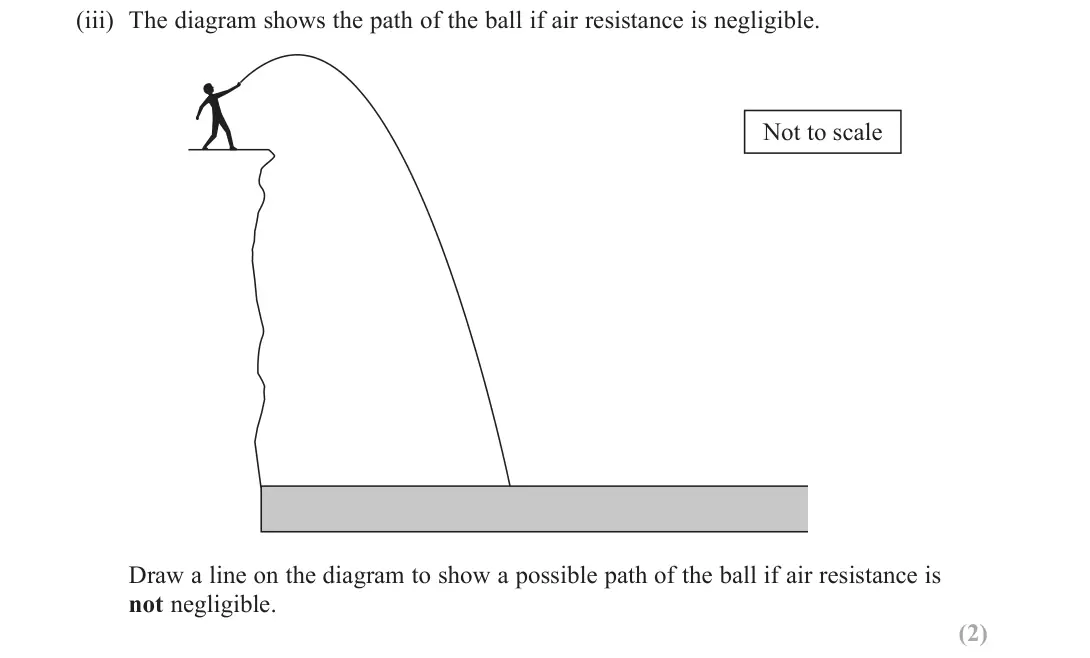 (iii) The diagram shows the path of the ball if air resistance is negligible.
Not to scale
Draw a line on the diagram to show a possible path of the ball if air resistance is
not negligible.
(2)